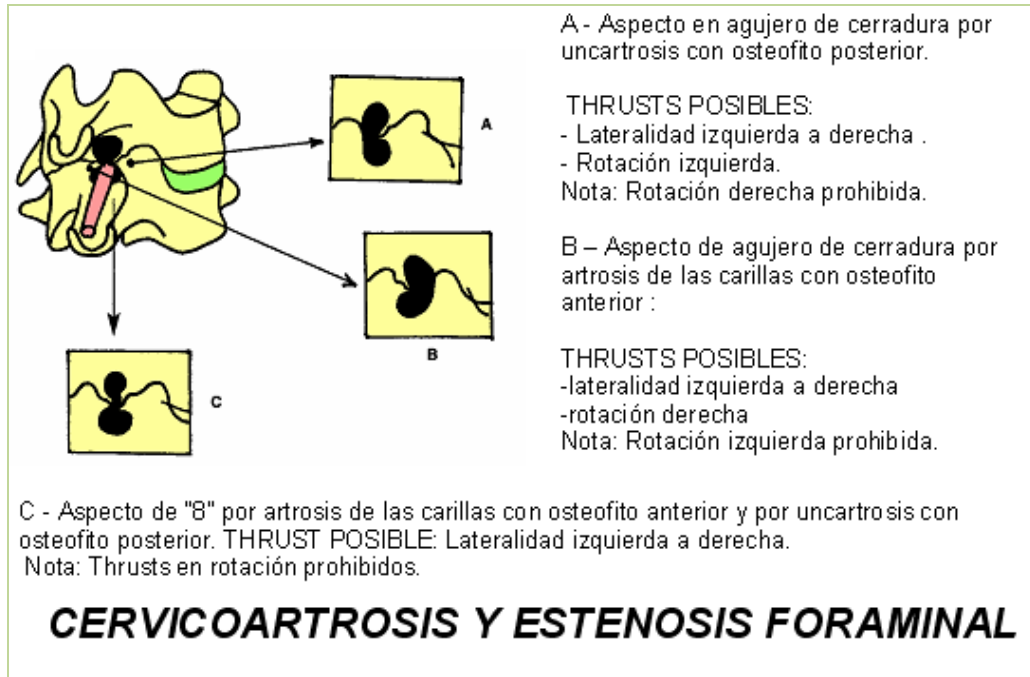 A - Aspecto en agujero de cerradura por
uncartrosis con osteofito posterior.
THRUSTS POSIBLES:
- Lateralidad izquierda a derecha .
- Rotación izquierda.
Nota: Rotación derecha prohibida.
B – Aspecto de agujero de cerradura por
artrosis de las carillas con osteofito
anterior :
THRUSTS POSIBLES:
-lateralidad izquierda a derecha
-rotación derecha
Nota: Rotación izquierda prohibida.
A
B
C
C - Aspecto de "8" por artrosis de las carillas con osteofito anterior y por uncartrosis con
osteofito posterior. THRUST POSIBLE: Lateralidad izquierda a derecha.
Nota: Thrusts en rotación prohibidos.
CERVICOARTROSIS Y ESTENOSIS FORAMINAL